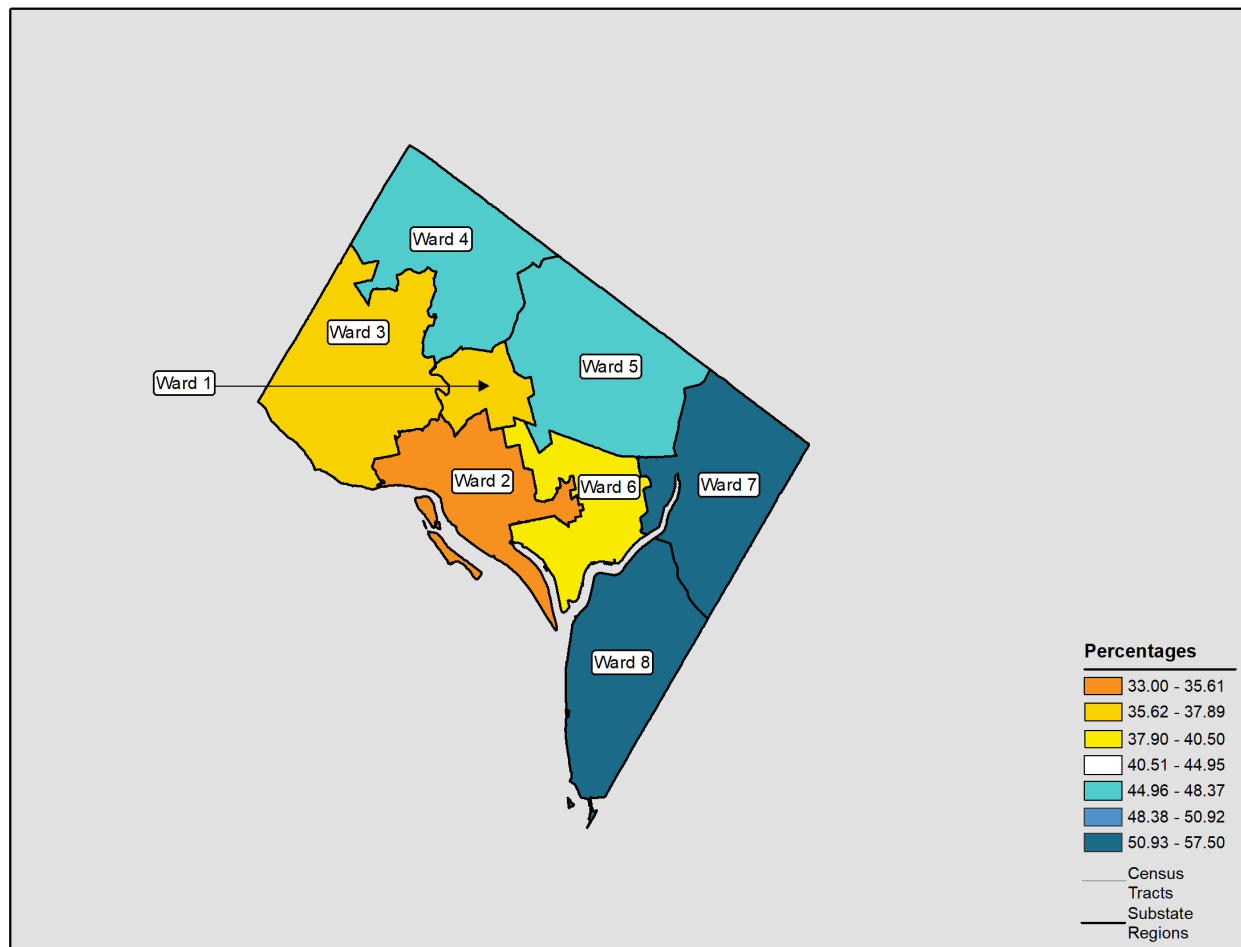 Ward 4
Ward 3
Ward 5
Ward 1
Ward 2
Ward 6
Ward 7
Ward 8
Percentages
33.00 - 35.61
35.62 - 37.89
37.90 - 40.50
40.51 - 44.95
44.96 - 48.37
48.38 - 50.92
50.93 - 57.50
Census
Tracts
Substate
Regions